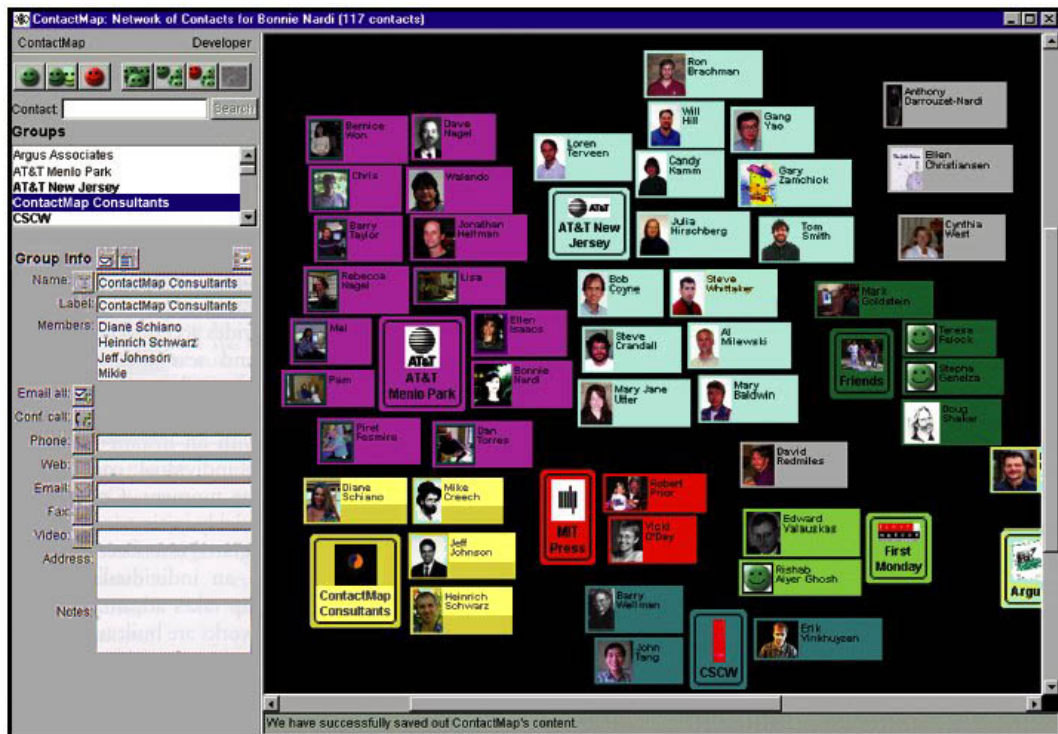 ContactMap: Network of Contacts for Bonnie Nardi (117 contacts)
ContactMap Developer
Contact: Search
Groups
Argus Associates
AT&T Menlo Park
AT&T New Jersey
ContactMap Consultants
CSCW
Group Info
Name: ContactMap Consultants
Label: ContactMap Consultants
Members: Diane Schiano
Heinrich Schwarz
Jeff Johnson
Mikie
Email all:
Conf. call:
Phone:
Web:
Email:
Fax:
Video:
Address:
Notes:
Ron
Brachman
Will
Hill
Gang
Yao
Anthony
Darrouzet-Nardi
Bernice
Won
Dave
Nagel
Loren
Terveen
Candy
Kamm
Gary
Zamchick
Ellen
Christiansen
Chris
Walendo
AT&T
AT&T New
Jersey
Julia
Hirschberg
Tom
Smith
Cynthia
West
Barry
Taylor
Jonathan
Helfman
Rebecca
Nagel
Lisa
Bob
Coyne
Steve
Whittaker
Mark
Goldstein
Mal
AT&T
AT&T
Menlo Park
Ellen
Isaacs
Steve
Crandall
Al
Milewski
Friends
Teresa
Felock
Pam
Bonnie
Nardi
Mary Jane
Utter
Mary
Baldwin
Stepha
Genelza
Doug
Shaker
Piret
Fesmire
Dan
Torres
David
Redmiles
Diane
Schiano
Mike
Creech
MIT
Press
Robert
Prior
Vicki
O'Day
Edward
Valauskas
First
Monday
ContactMap
Consultants
Jeff
Johnson
Rishab
Aiyer Ghosh
Argu
Heinrich
Schwarz
Barry
Wellman
Erik
Vinkhuyzen
John
Tang
CSCW
We have successfully saved out ContactMap's content.